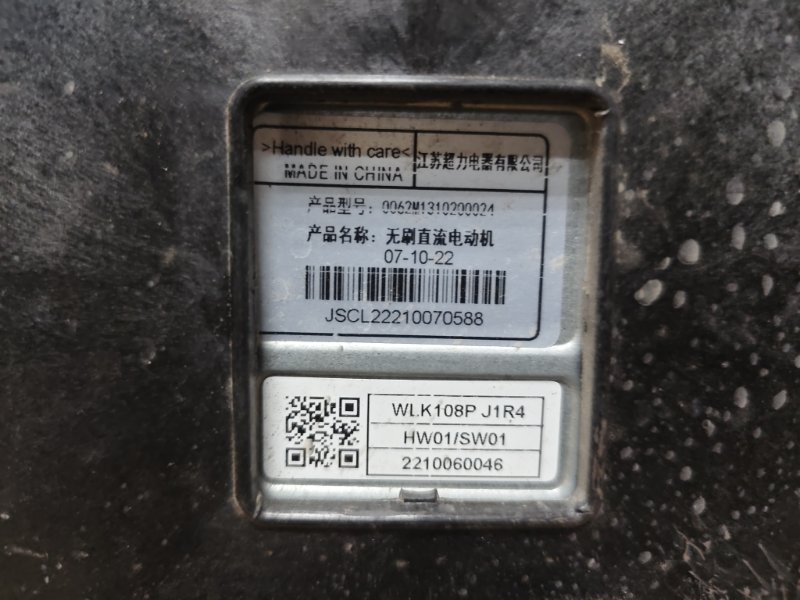 >Handle with care<
MADE IN CHINA
江苏超力电器有限公司
产品型号：0062M1310200024
产品名称：无刷直流电动机
07-10-22
JSCL22210070588
WLK108P J1R4
HW01/SW01
2210060046